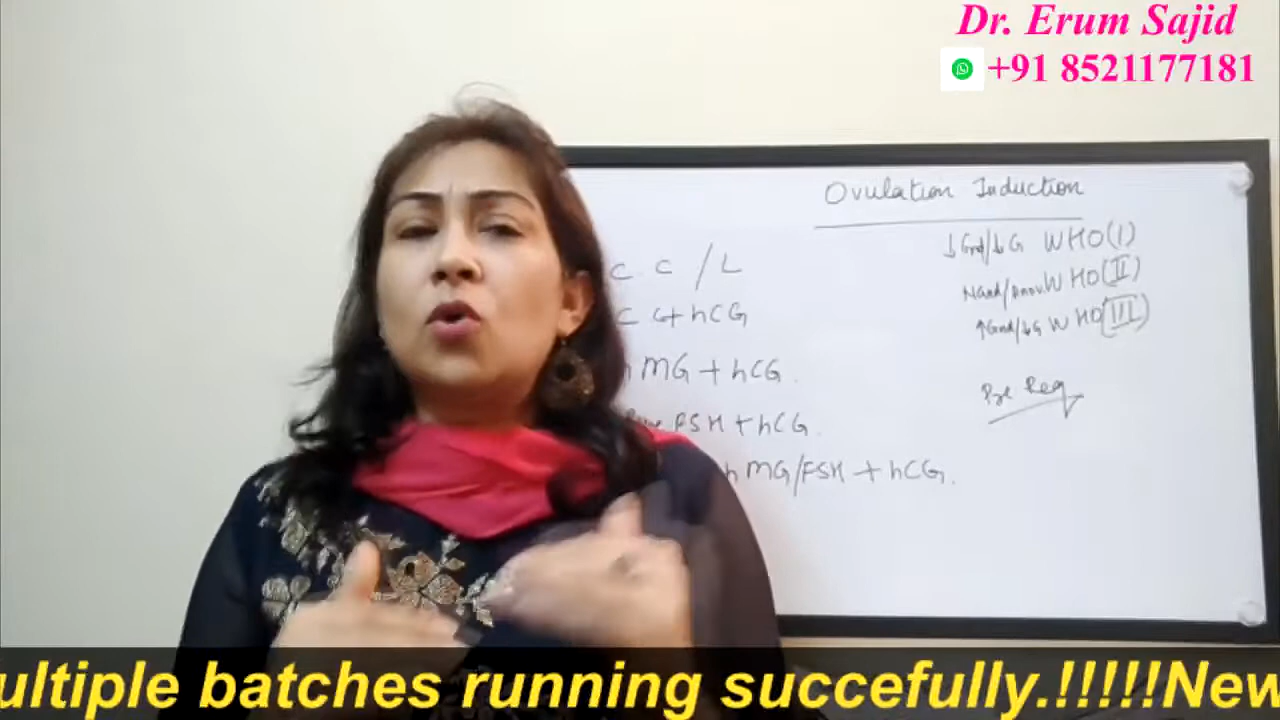 Dr. Erum Sajid
+91 8521177181
Ovulation Induction
WHO(I)
C C / L
WHO(II)
WHO(III)
+ hCG
MG + hCG
Req
FSH + hCG.
MG/FSH + hCG.
ultiple batches running succefully.!!!!!New